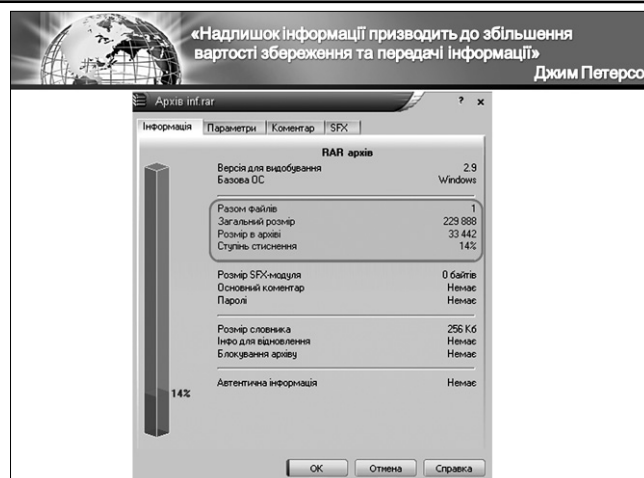 «Надлишок інформації призводить до збільшення
вартості збереження та передачі інформації»
Джим Петерсо
Архів inf.rar
? x
Інформація Параметри Коментар SFX
RAR архів
Версія для видобування 2.9
Базова ОС Windows
Разом файлів 1
Загальний розмір 229 888
Розмір в архіві 33 442
Ступінь стиснення 14%
Розмір SFX-модуля 0 байтів
Основний коментар Немає
Паролі Немає
Розмір словника 256 Кб
Інфо для відновлення Немає
Блокування архіву Немає
Автентична інформація Немає
14%
OK Отмена Справка